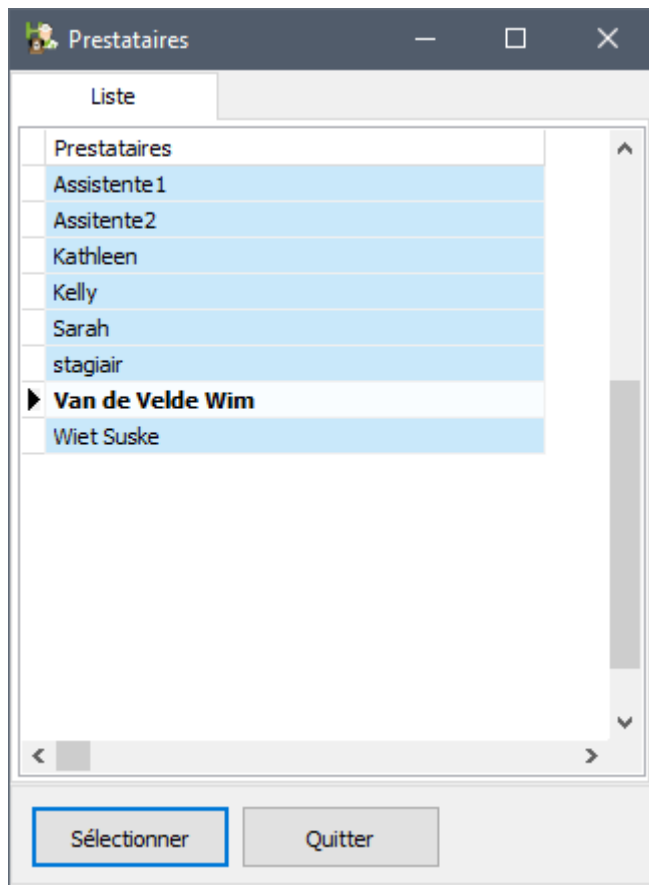 Prestataires
Liste
Prestataires
Assistente1
Assitente2
Kathleen
Kelly
Sarah
stagiair
Van de Velde Wim
Wiet Suske
Sélectionner
Quitter